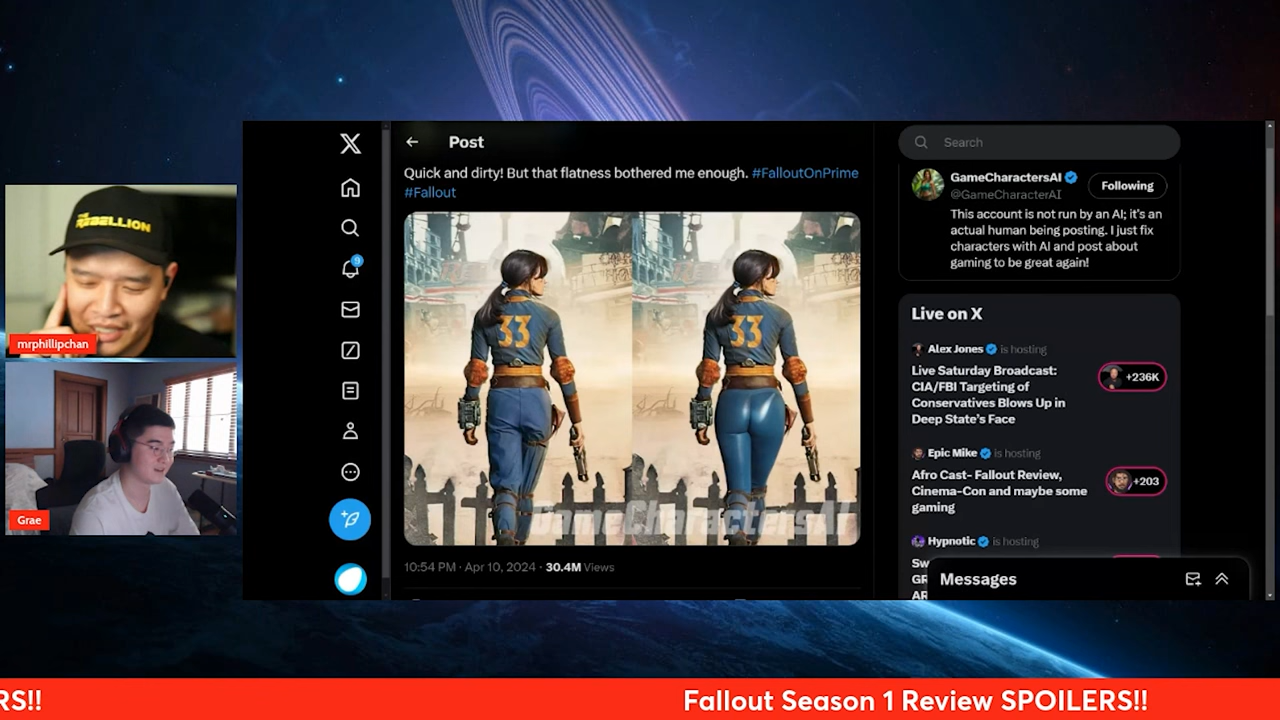 THE
REBELLION
mrphillipchan
Grae
Post
Quick and dirty! But that flatness bothered me enough. #FalloutOnPrime
#Fallout
33
33
GameCharactersAI
10:54 PM · Apr 10, 2024 · 30.4M Views
9
Search
GameCharactersAI
@GameCharacterAI
Following
This account is not run by an AI; it's an
actual human being posting. I just fix
characters with AI and post about
gaming to be great again!
Live on X
Alex Jones is hosting
Live Saturday Broadcast:
CIA/FBI Targeting of
Conservatives Blows Up in
Deep State's Face
+236K
Epic Mike is hosting
Afro Cast- Fallout Review,
Cinema-Con and maybe some
gaming
+203
Hypnotic is hosting
Sw
GR
AR
Messages
RS!!
Fallout Season 1 Review SPOILERS!!